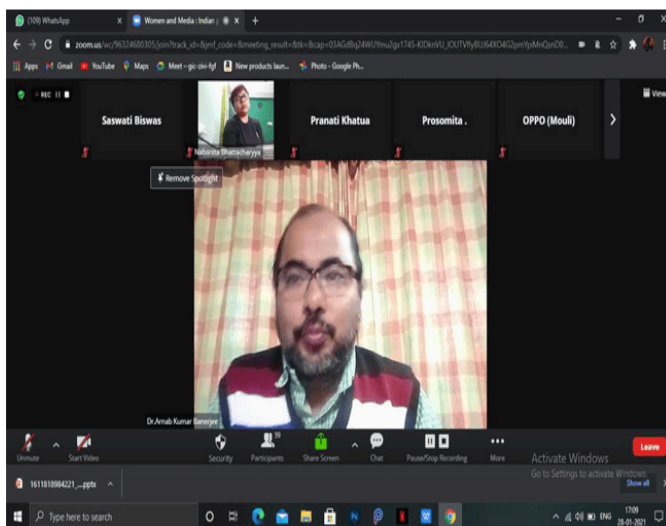 (109) WhatsApp
Women and Media : Indian p
zoom.us/wc/96324680305/join?track_id=&jmf_code=&meeting_result=&tk=&cap=
Apps Gmail YouTube Maps Meet – gic-zivi-fgf New products laun... Photo - Google Ph...
REC
View
Saswati Biswas
Nabanita Bhattacharyya
Pranati Khatua
Prosomita .
OPPO (Mouli)
Remove Spotlight
Dr.Arnab Kumar Banerjee
39
Unmute Start Video Security Participants Share Screen Chat Pause/Stop Recording More Leave
Activate Windows
Go to Settings to activate Windows.
1611818984221_....pptx
Show all
Type here to search
ENG
17:09
28-01-2021